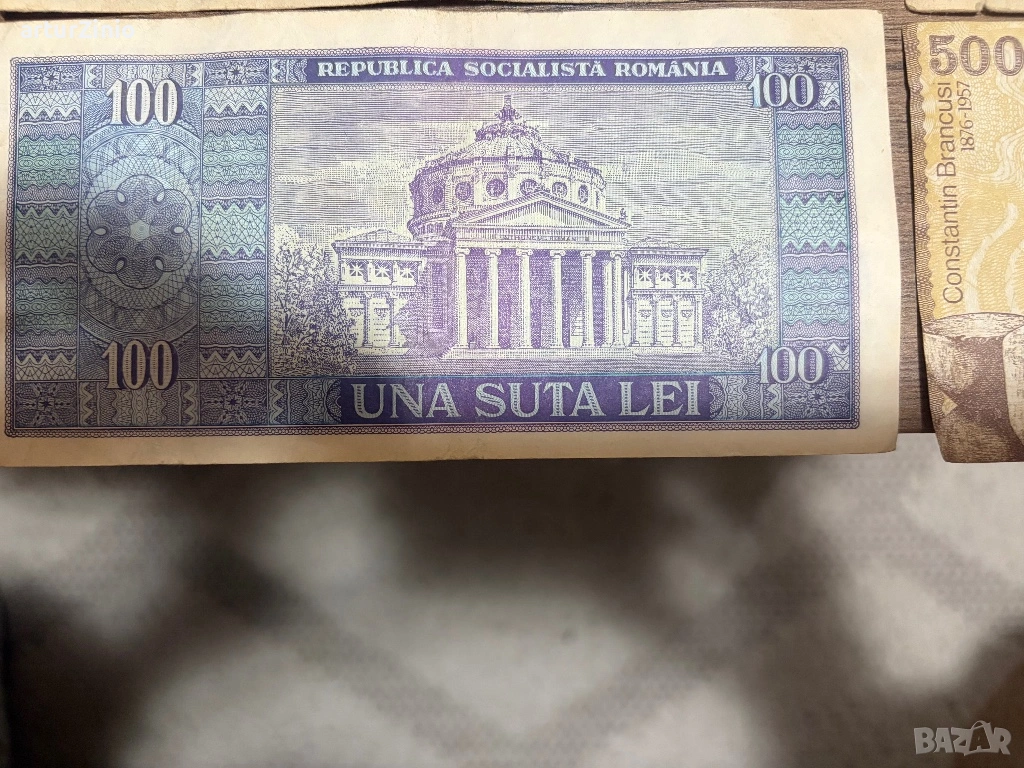 REPUBLICA SOCIALISTĂ ROMÂNIA
100
100
100
100
UNA SUTA LEI
500
Constantin Brancusi
1876-1957
BAZAR